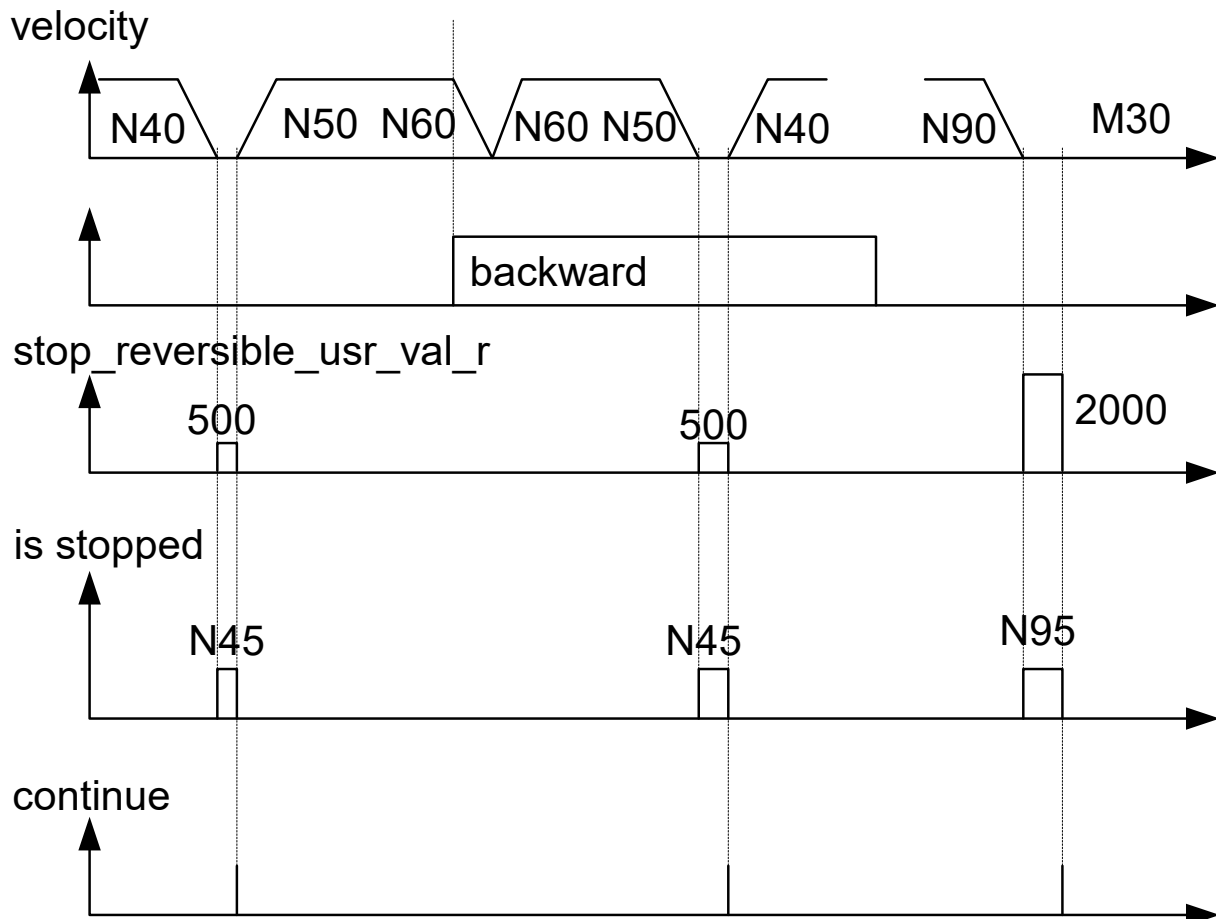 velocity
N40 N50 N60 N60 N50 N40 N90 M30
backward
stop_reversible_usr_val_r
500 500 2000
is stopped
N45 N45 N95
continue